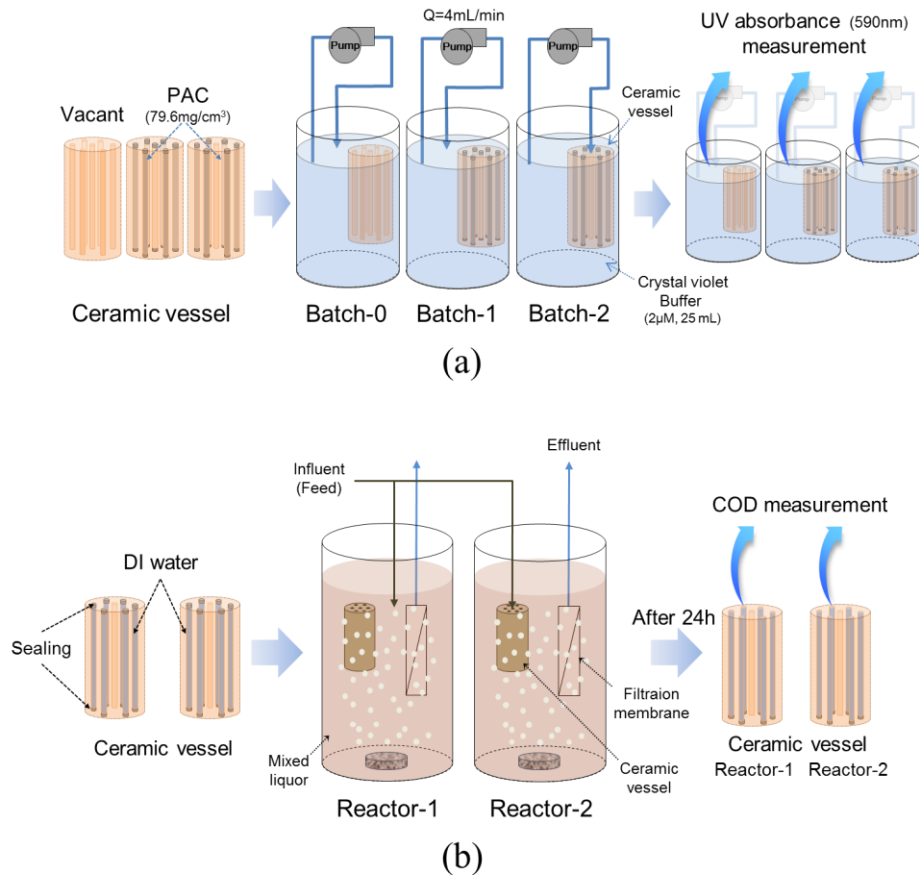 Q=4mL/min
UV absorbance (590nm)
measurement
Pump
Pump
Pump
Pump
Pump
Pump
Vacant
PAC
(79.6mg/cm³)
Ceramic
vessel
Crystal violet
Buffer
(2μM, 25 mL)
Ceramic vessel
Batch-0
Batch-1
Batch-2
(a)
Influent
(Feed)
Effluent
COD measurement
DI water
Sealing
After 24h
Filtraion
membrane
Ceramic vessel
Mixed
liquor
Ceramic
vessel
Reactor-1
Reactor-2
Ceramic vessel
Reactor-1
Reactor-2
(b)